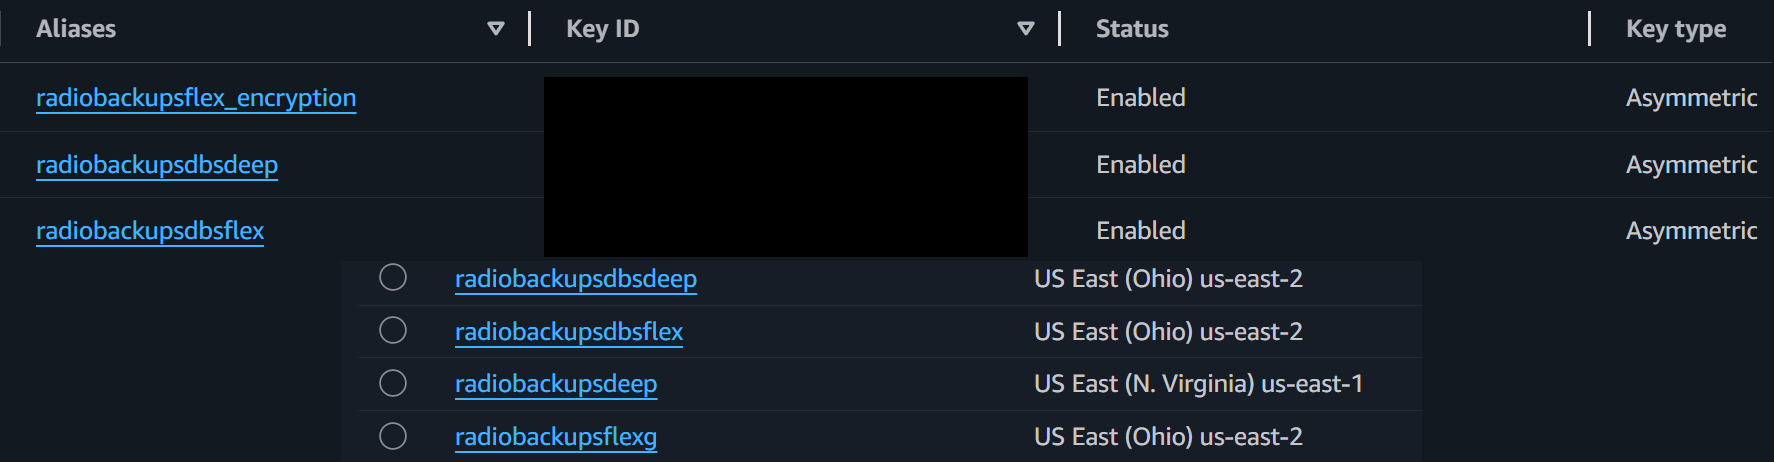 Aliases Key ID Status Key type
radiobackupsflex_encryption Enabled Asymmetric
radiobackupsdbsdeep Enabled Asymmetric
radiobackupsdbsflex Enabled Asymmetric
radiobackupsdbsdeep US East (Ohio) us-east-2
radiobackupsdbsflex US East (Ohio) us-east-2
radiobackupsdeep US East (N. Virginia) us-east-1
radiobackupsflexg US East (Ohio) us-east-2